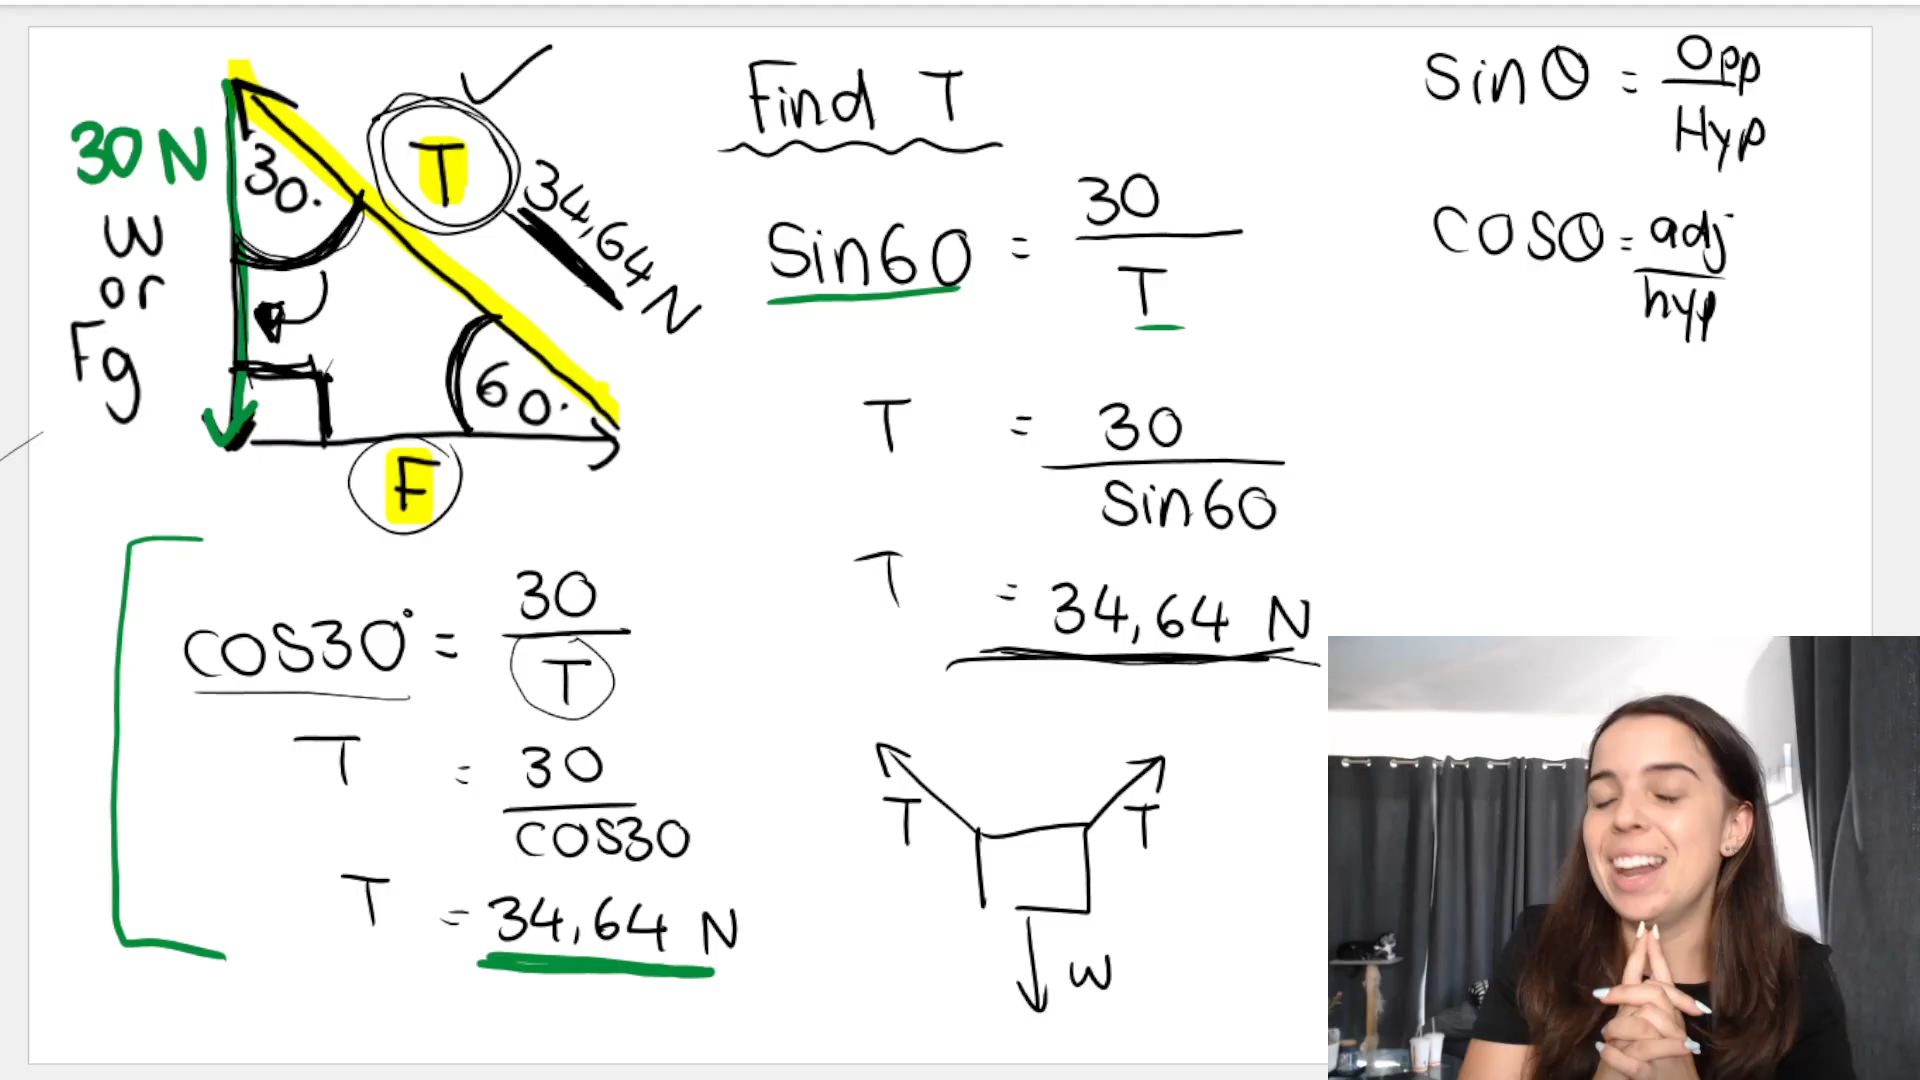 30 N
W
or
Fg
30°
T
34,64 N
60°
F
Find T
Sin60 = 30
T
T = 30
Sin60
T = 34,64 N
Sin θ = Opp
Hyp
cosθ = adj
hyp
cos30° = 30
T
T = 30
cos30
T = 34,64 N
T
T
W